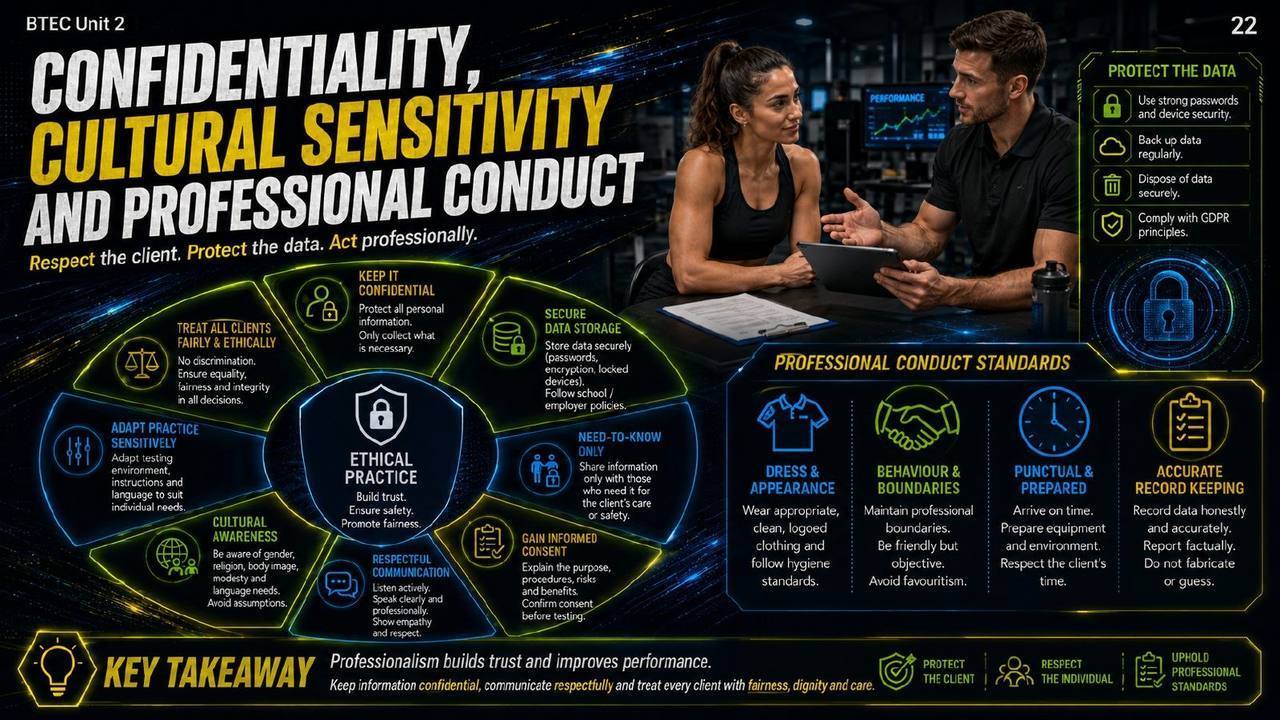 BTEC Unit 2
22
CONFIDENTIALITY,
CULTURAL SENSITIVITY
AND PROFESSIONAL CONDUCT
Respect the client. Protect the data. Act professionally.
KEEP IT
CONFIDENTIAL
Protect all personal
information.
Only collect what
is necessary.
SECURE
DATA STORAGE
Store data securely
(passwords,
encryption, locked
devices).
Follow school /
employer policies.
NEED-TO-KNOW
ONLY
Share information
only with those
who need it for
the client's care
or safety.
GAIN INFORMED
CONSENT
Explain the purpose,
procedures, risks
and benefits.
Confirm consent
before testing.
RESPECTFUL
COMMUNICATION
Listen actively.
Speak clearly and
professionally.
Show empathy
and respect.
CULTURAL
AWARENESS
Be aware of gender,
religion, body image,
modesty and
language needs.
Avoid assumptions.
ADAPT PRACTICE
SENSITIVELY
Adapt testing
environment,
instructions and
language to suit
individual needs.
TREAT ALL CLIENTS
FAIRLY & ETHICALLY
No discrimination.
Ensure equality,
fairness and integrity
in all decisions.
ETHICAL
PRACTICE
Build trust.
Ensure safety.
Promote fairness.
PERFORMANCE
PROTECT THE DATA
Use strong passwords
and device security.
Back up data
regularly.
Dispose of data
securely.
Comply with GDPR
principles.
PROFESSIONAL CONDUCT STANDARDS
DRESS &
APPEARANCE
Wear appropriate,
clean, logoed
clothing and
follow hygiene
standards.
BEHAVIOUR &
BOUNDARIES
Maintain professional
boundaries.
Be friendly but
objective.
Avoid favouritism.
PUNCTUAL &
PREPARED
Arrive on time.
Prepare equipment
and environment.
Respect the client's
time.
ACCURATE
RECORD KEEPING
Record data honestly
and accurately.
Report factually.
Do not fabricate
or guess.
KEY TAKEAWAY
Professionalism builds trust and improves performance.
Keep information confidential, communicate respectfully and treat every client with fairness, dignity and care.
PROTECT
THE CLIENT
RESPECT
THE INDIVIDUAL
UPHOLD
PROFESSIONAL
STANDARDS